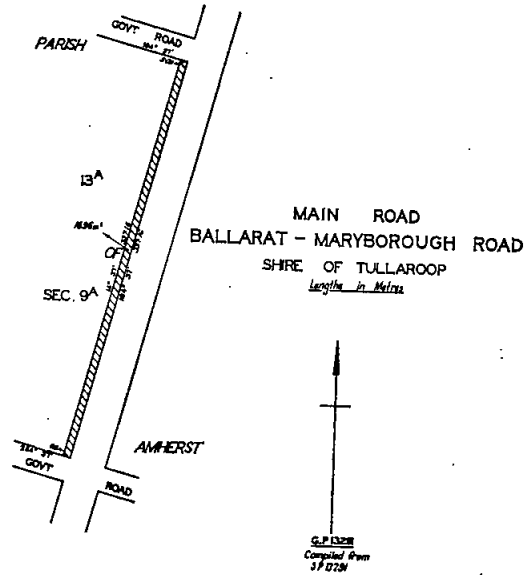 GOVT ROAD
PARISH
13A
MAIN ROAD
BALLARAT - MARYBOROUGH ROAD
OF
SHIRE OF TULLAROOP
Lengths in Metres
SEC. 9A
AMHERST
GOVT
ROAD
Compiled from